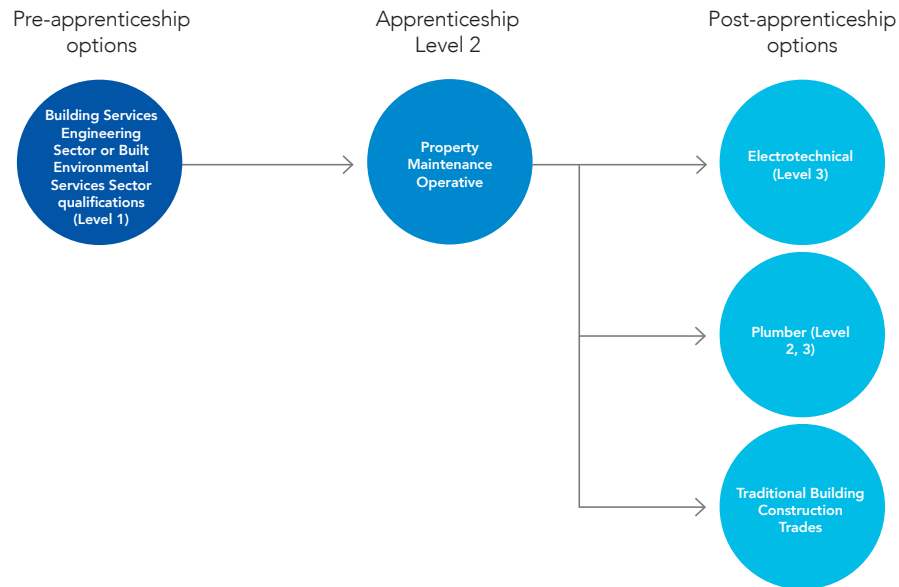 Pre-apprenticeship
options
Apprenticeship
Level 2
Post-apprenticeship
options
Building Services
Engineering
Sector or Built
Environmental
Services Sector
qualifications
(Level 1)
Property
Maintenance
Operative
Electrotechnical
(Level 3)
Plumber (Level
2, 3)
Traditional Building
Construction
Trades